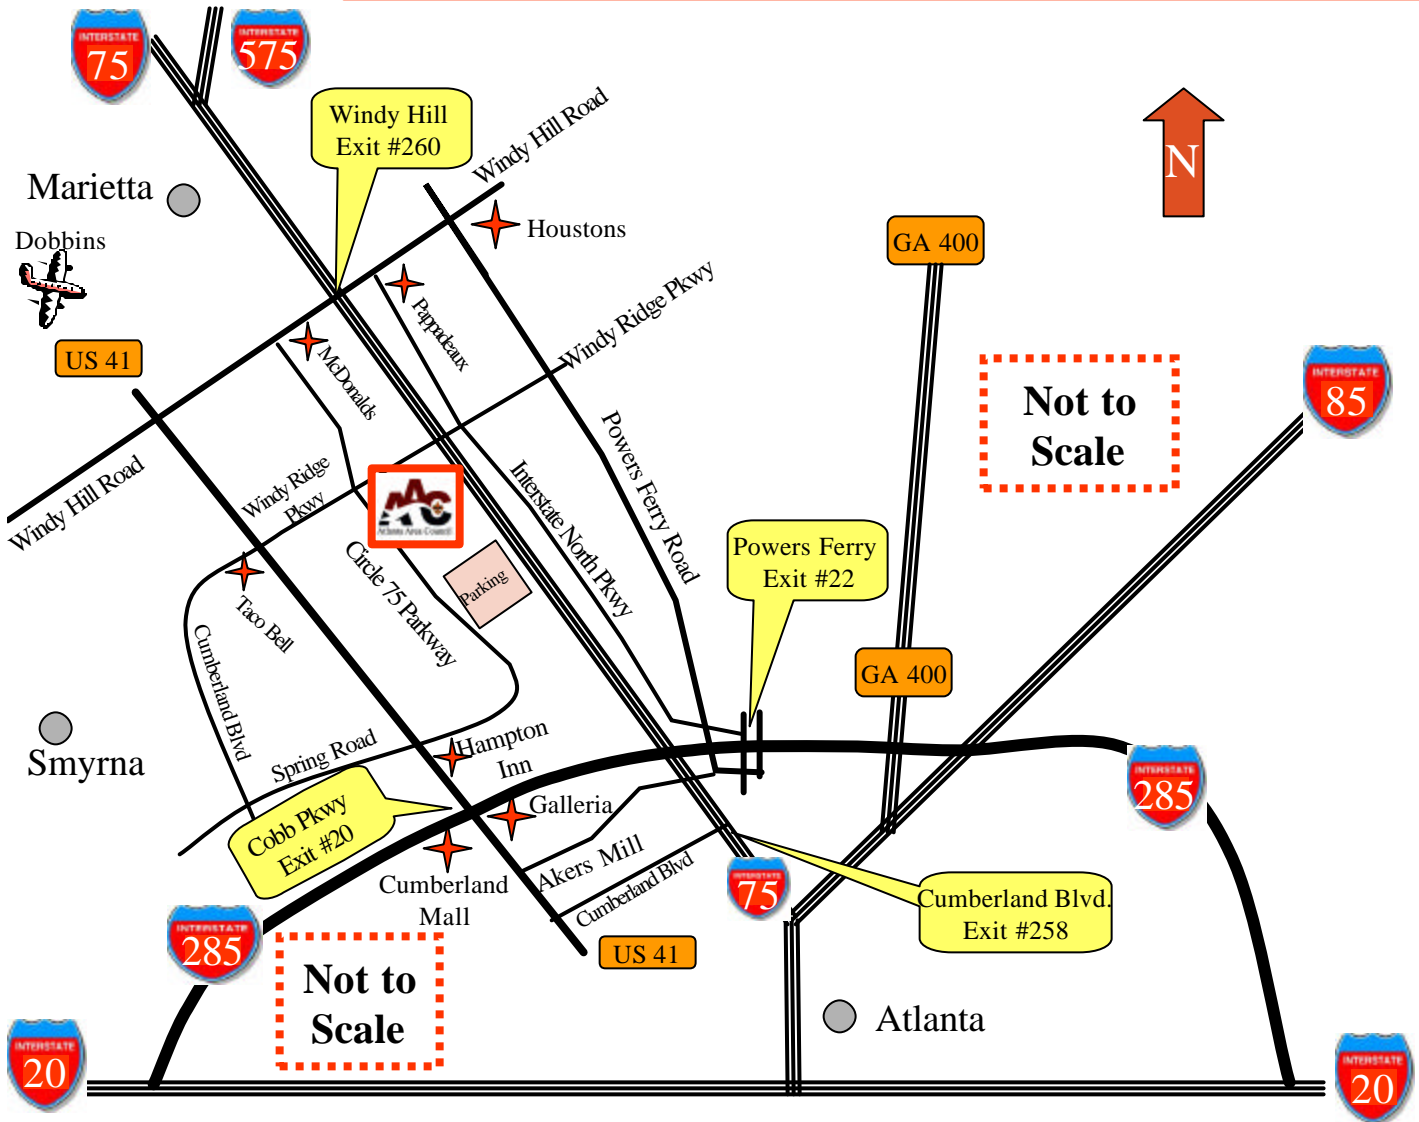 INTERSTATE
75
INTERSTATE
575
Windy Hill
Exit #260
Windy Hill Road
N
Marietta
Houstons
Dobbins
GA 400
Pappadeaux
Windy Ridge Pkwy
US 41
McDonalds
INTERSTATE
85
Not to
Scale
Powers Ferry Road
Windy Hill Road
Windy Ridge
Pkwy
AAC
Atlanta Area Council
Interstate North Pkwy
Powers Ferry
Exit #22
Circle 75 Parkway
Parking
Taco Bell
Cumberland Blvd
GA 400
Smyrna
Spring Road
Hampton
Inn
INTERSTATE
285
Cobb Pkwy
Exit #20
Galleria
Akers Mill
Cumberland Blvd
Cumberland
Mall
INTERSTATE
75
Cumberland Blvd.
Exit #258
INTERSTATE
285
US 41
Not to
Scale
Atlanta
INTERSTATE
20
INTERSTATE
20